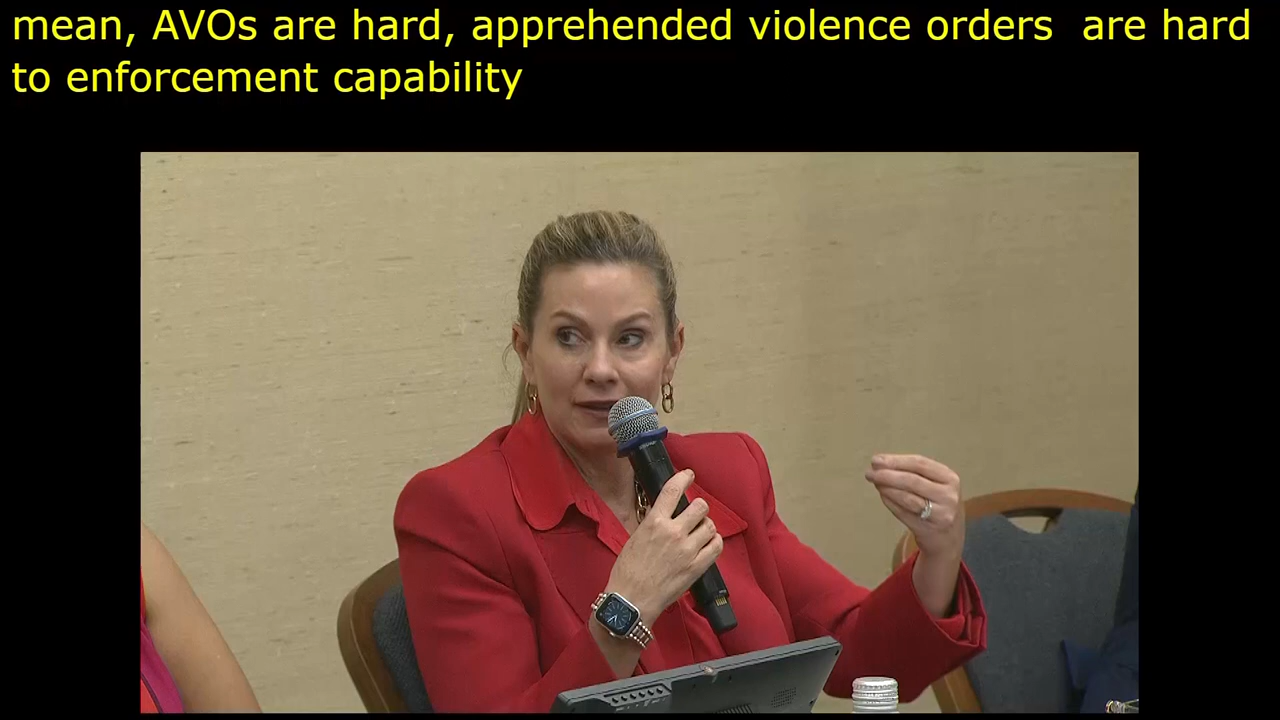 mean, AVOs are hard, apprehended violence orders  are hard
to enforcement capability